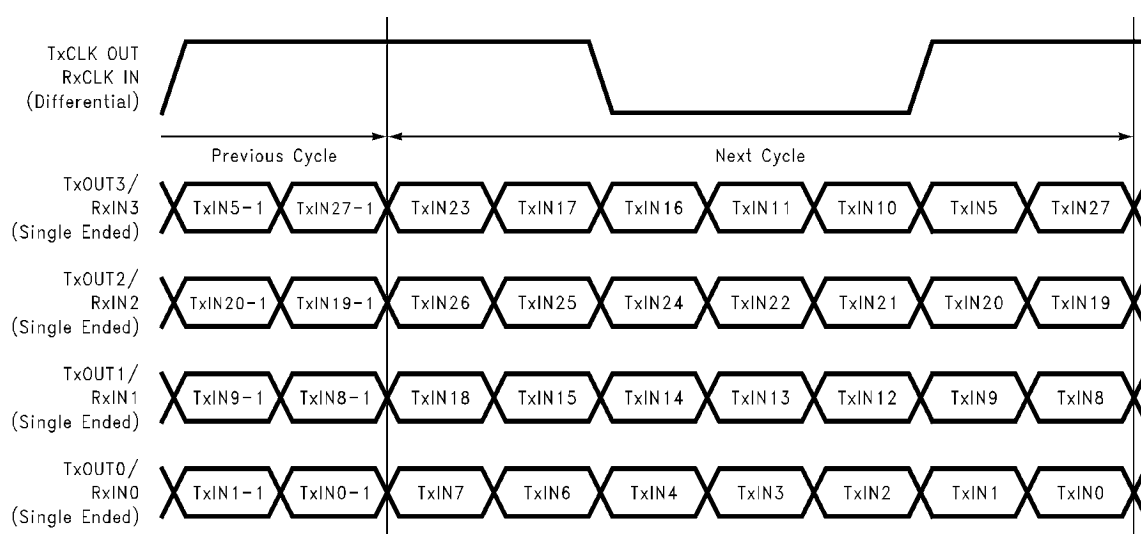 TxCLK OUT
RxCLK IN
(Differential)
Previous Cycle
Next Cycle
TxOUT3/
RxIN3
(Single Ended)
TxIN5-1 TxIN27-1 TxIN23 TxIN17 TxIN16 TxIN11 TxIN10 TxIN5 TxIN27
TxOUT2/
RxIN2
(Single Ended)
TxIN20-1 TxIN19-1 TxIN26 TxIN25 TxIN24 TxIN22 TxIN21 TxIN20 TxIN19
TxOUT1/
RxIN1
(Single Ended)
TxIN9-1 TxIN8-1 TxIN18 TxIN15 TxIN14 TxIN13 TxIN12 TxIN9 TxIN8
TxOUT0/
RxIN0
(Single Ended)
TxIN1-1 TxIN0-1 TxIN7 TxIN6 TxIN4 TxIN3 TxIN2 TxIN1 TxIN0